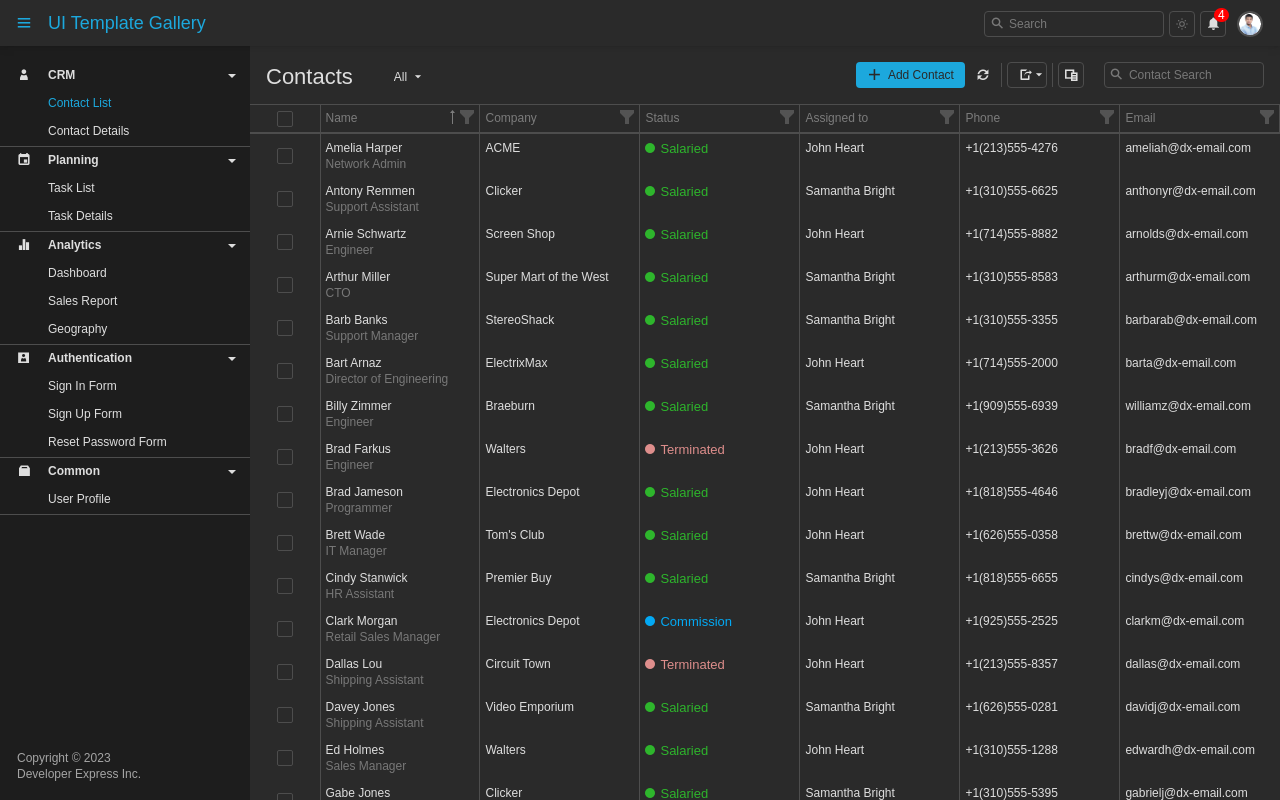 UI Template Gallery
Search
4
CRM
Contact List
Contact Details
Planning
Task List
Task Details
Analytics
Dashboard
Sales Report
Geography
Authentication
Sign In Form
Sign Up Form
Reset Password Form
Common
User Profile
Copyright © 2023
Developer Express Inc.
Contacts All Add Contact Contact Search
Name Company Status Assigned to Phone Email
Amelia Harper ACME Salaried John Heart +1(213)555-4276 ameliah@dx-email.com
Network Admin
Antony Remmen Clicker Salaried Samantha Bright +1(310)555-6625 anthonyr@dx-email.com
Support Assistant
Arnie Schwartz Screen Shop Salaried John Heart +1(714)555-8882 arnolds@dx-email.com
Engineer
Arthur Miller Super Mart of the West Salaried Samantha Bright +1(310)555-8583 arthurm@dx-email.com
CTO
Barb Banks StereoShack Salaried Samantha Bright +1(310)555-3355 barbarab@dx-email.com
Support Manager
Bart Arnaz ElectrixMax Salaried John Heart +1(714)555-2000 barta@dx-email.com
Director of Engineering
Billy Zimmer Braeburn Salaried Samantha Bright +1(909)555-6939 williamz@dx-email.com
Engineer
Brad Farkus Walters Terminated John Heart +1(213)555-3626 bradf@dx-email.com
Engineer
Brad Jameson Electronics Depot Salaried John Heart +1(818)555-4646 bradleyj@dx-email.com
Programmer
Brett Wade Tom's Club Salaried John Heart +1(626)555-0358 brettw@dx-email.com
IT Manager
Cindy Stanwick Premier Buy Salaried Samantha Bright +1(818)555-6655 cindys@dx-email.com
HR Assistant
Clark Morgan Electronics Depot Commission John Heart +1(925)555-2525 clarkm@dx-email.com
Retail Sales Manager
Dallas Lou Circuit Town Terminated John Heart +1(213)555-8357 dallas@dx-email.com
Shipping Assistant
Davey Jones Video Emporium Salaried Samantha Bright +1(626)555-0281 davidj@dx-email.com
Shipping Assistant
Ed Holmes Walters Salaried John Heart +1(310)555-1288 edwardh@dx-email.com
Sales Manager
Gabe Jones Clicker Salaried Samantha Bright +1(310)555-5395 gabrielj@dx-email.com